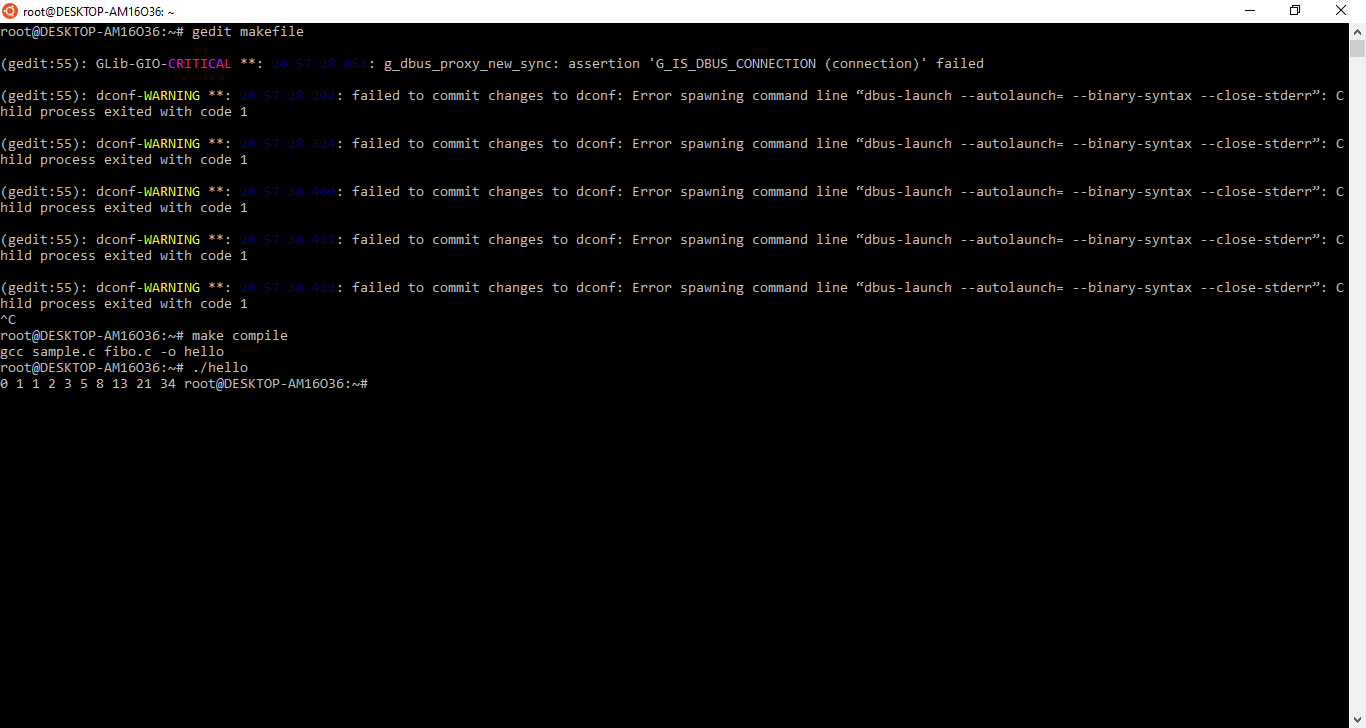 root@DESKTOP-AM16O36: ~
root@DESKTOP-AM16O36:~# gedit makefile
(gedit:55): GLib-GIO-CRITICAL **: 20:57:28.053: g_dbus_proxy_new_sync: assertion 'G_IS_DBUS_CONNECTION (connection)' failed
(gedit:55): dconf-WARNING **: 20:57:28.292: failed to commit changes to dconf: Error spawning command line “dbus-launch --autolaunch= --binary-syntax --close-stderr”: C
hild process exited with code 1
(gedit:55): dconf-WARNING **: 20:57:28.324: failed to commit changes to dconf: Error spawning command line “dbus-launch --autolaunch= --binary-syntax --close-stderr”: C
hild process exited with code 1
(gedit:55): dconf-WARNING **: 20:57:30.409: failed to commit changes to dconf: Error spawning command line “dbus-launch --autolaunch= --binary-syntax --close-stderr”: C
hild process exited with code 1
(gedit:55): dconf-WARNING **: 20:57:30.411: failed to commit changes to dconf: Error spawning command line “dbus-launch --autolaunch= --binary-syntax --close-stderr”: C
hild process exited with code 1
(gedit:55): dconf-WARNING **: 20:57:30.412: failed to commit changes to dconf: Error spawning command line “dbus-launch --autolaunch= --binary-syntax --close-stderr”: C
hild process exited with code 1
^C
root@DESKTOP-AM16O36:~# make compile
gcc sample.c fibo.c -o hello
root@DESKTOP-AM16O36:~# ./hello
0 1 1 2 3 5 8 13 21 34 root@DESKTOP-AM16O36:~#